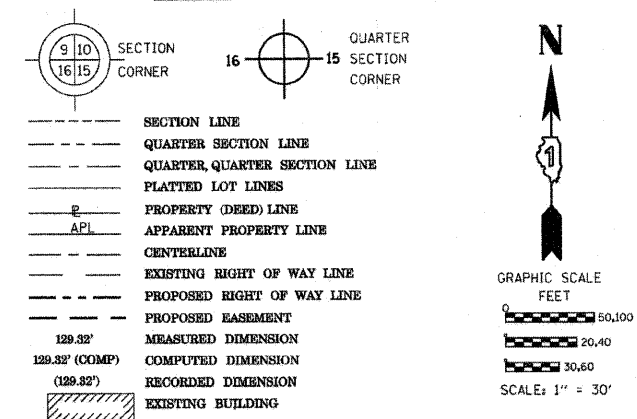 9 10
16 15
SECTION
CORNER
16
15
QUARTER
SECTION
CORNER
N
1
SECTION LINE
QUARTER SECTION LINE
QUARTER, QUARTER SECTION LINE
PLATTED LOT LINES
PL PROPERTY (DEED) LINE
APL APPARENT PROPERTY LINE
CENTERLINE
EXISTING RIGHT OF WAY LINE
PROPOSED RIGHT OF WAY LINE
PROPOSED EASEMENT
129.32' MEASURED DIMENSION
129.32' (COMP) COMPUTED DIMENSION
(129.32') RECORDED DIMENSION
EXISTING BUILDING
GRAPHIC SCALE
FEET
0
50,100
20,40
30,60
SCALE: 1" = 30'